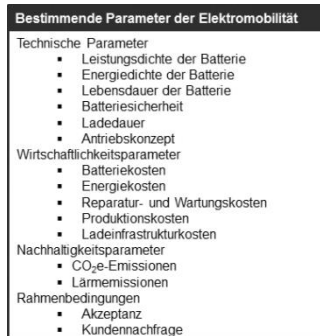 Bestimmende Parameter der Elektromobilität
Technische Parameter
▪ Leistungsdichte der Batterie
▪ Energiedichte der Batterie
▪ Lebensdauer der Batterie
▪ Batteriesicherheit
▪ Ladedauer
▪ Antriebskonzept
Wirtschaftlichkeitsparameter
▪ Batteriekosten
▪ Energiekosten
▪ Reparatur- und Wartungskosten
▪ Produktionskosten
▪ Ladeinfrastrukturkosten
Nachhaltigkeitsparameter
▪ CO₂e-Emissionen
▪ Lärmemissionen
Rahmenbedingungen
▪ Akzeptanz
▪ Kundennachfrage